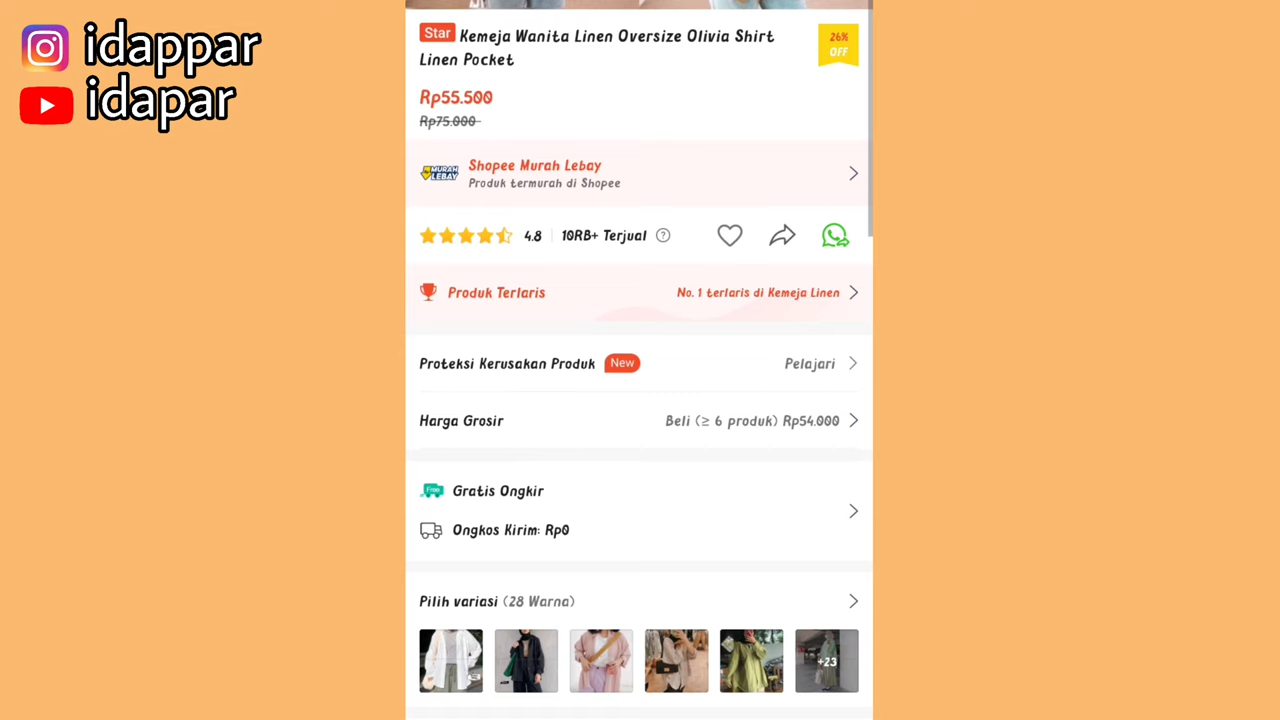 idappar
idapar
Star Kemeja Wanita Linen Oversize Olivia Shirt
Linen Pocket
26%
OFF
Rp55.500
Rp75.000
MURAH
LEBAY
Shopee Murah Lebay
Produk termurah di Shopee
4.8 10RB+ Terjual ?
Produk Terlaris No. 1 terlaris di Kemeja Linen
Proteksi Kerusakan Produk New Pelajari
Harga Grosir Beli (≥ 6 produk) Rp54.000
Free Gratis Ongkir
Ongkos Kirim: Rp0
Pilih variasi (28 Warna)
+23